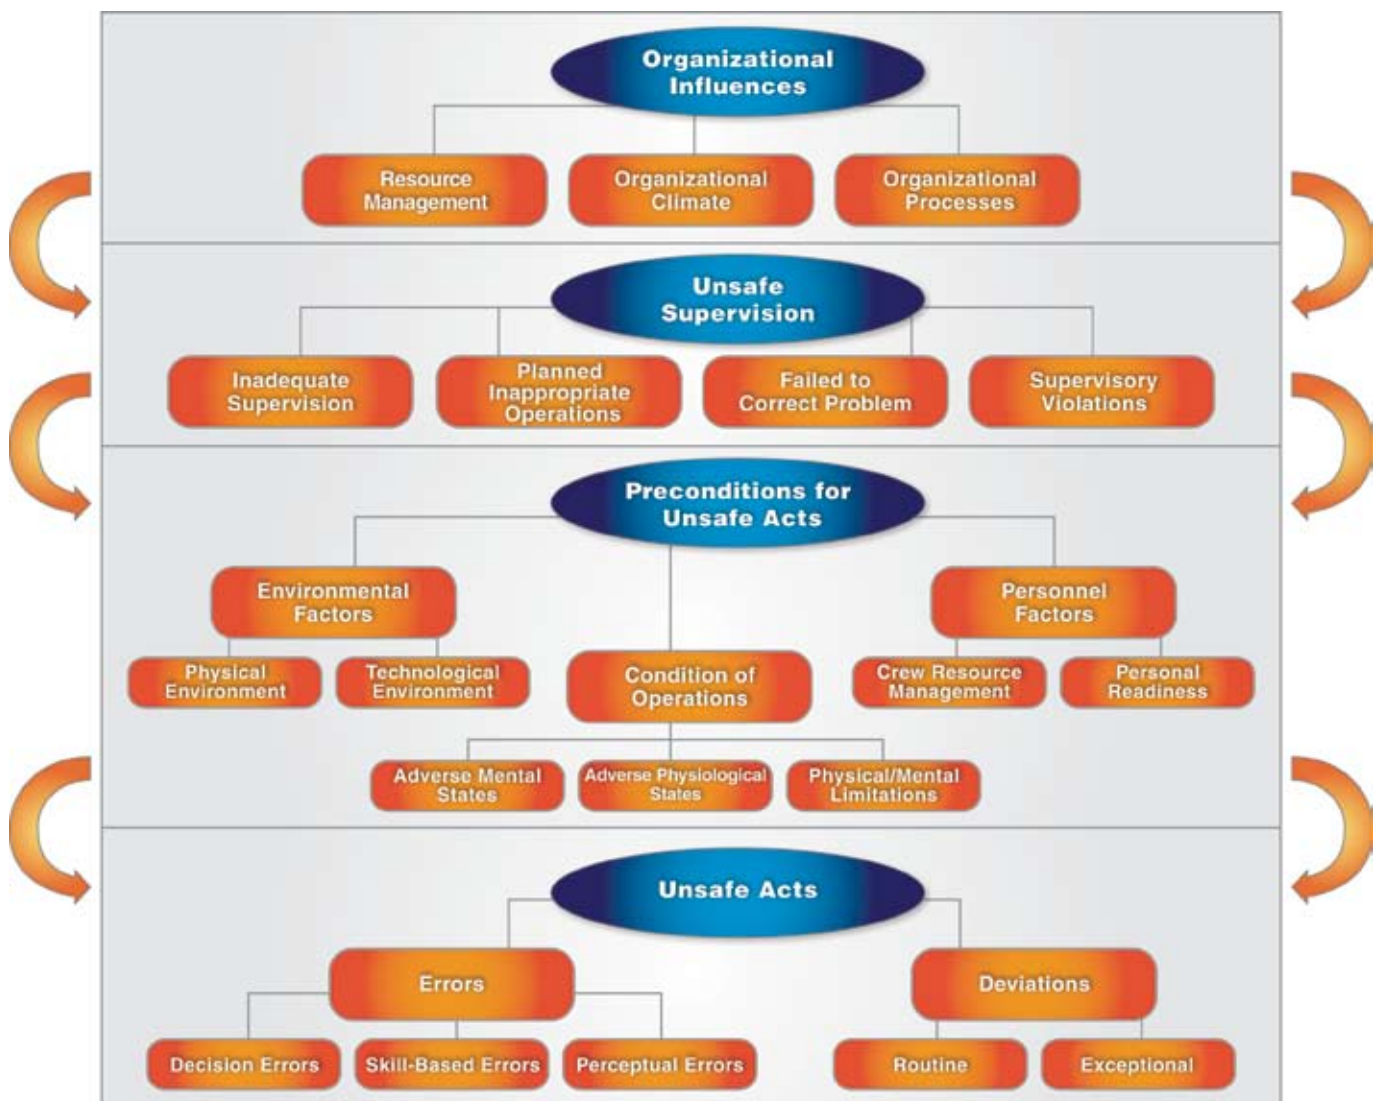 Organizational
Influences
Resource
Management
Organizational
Climate
Organizational
Processes
Unsafe
Supervision
Inadequate
Supervision
Planned
Inappropriate
Operations
Failed to
Correct Problem
Supervisory
Violations
Preconditions for
Unsafe Acts
Environmental
Factors
Personnel
Factors
Physical
Environment
Technological
Environment
Condition of
Operations
Crew Resource
Management
Personal
Readiness
Adverse Mental
States
Adverse Physiological
States
Physical/Mental
Limitations
Unsafe Acts
Errors
Deviations
Decision Errors
Skill-Based Errors
Perceptual Errors
Routine
Exceptional